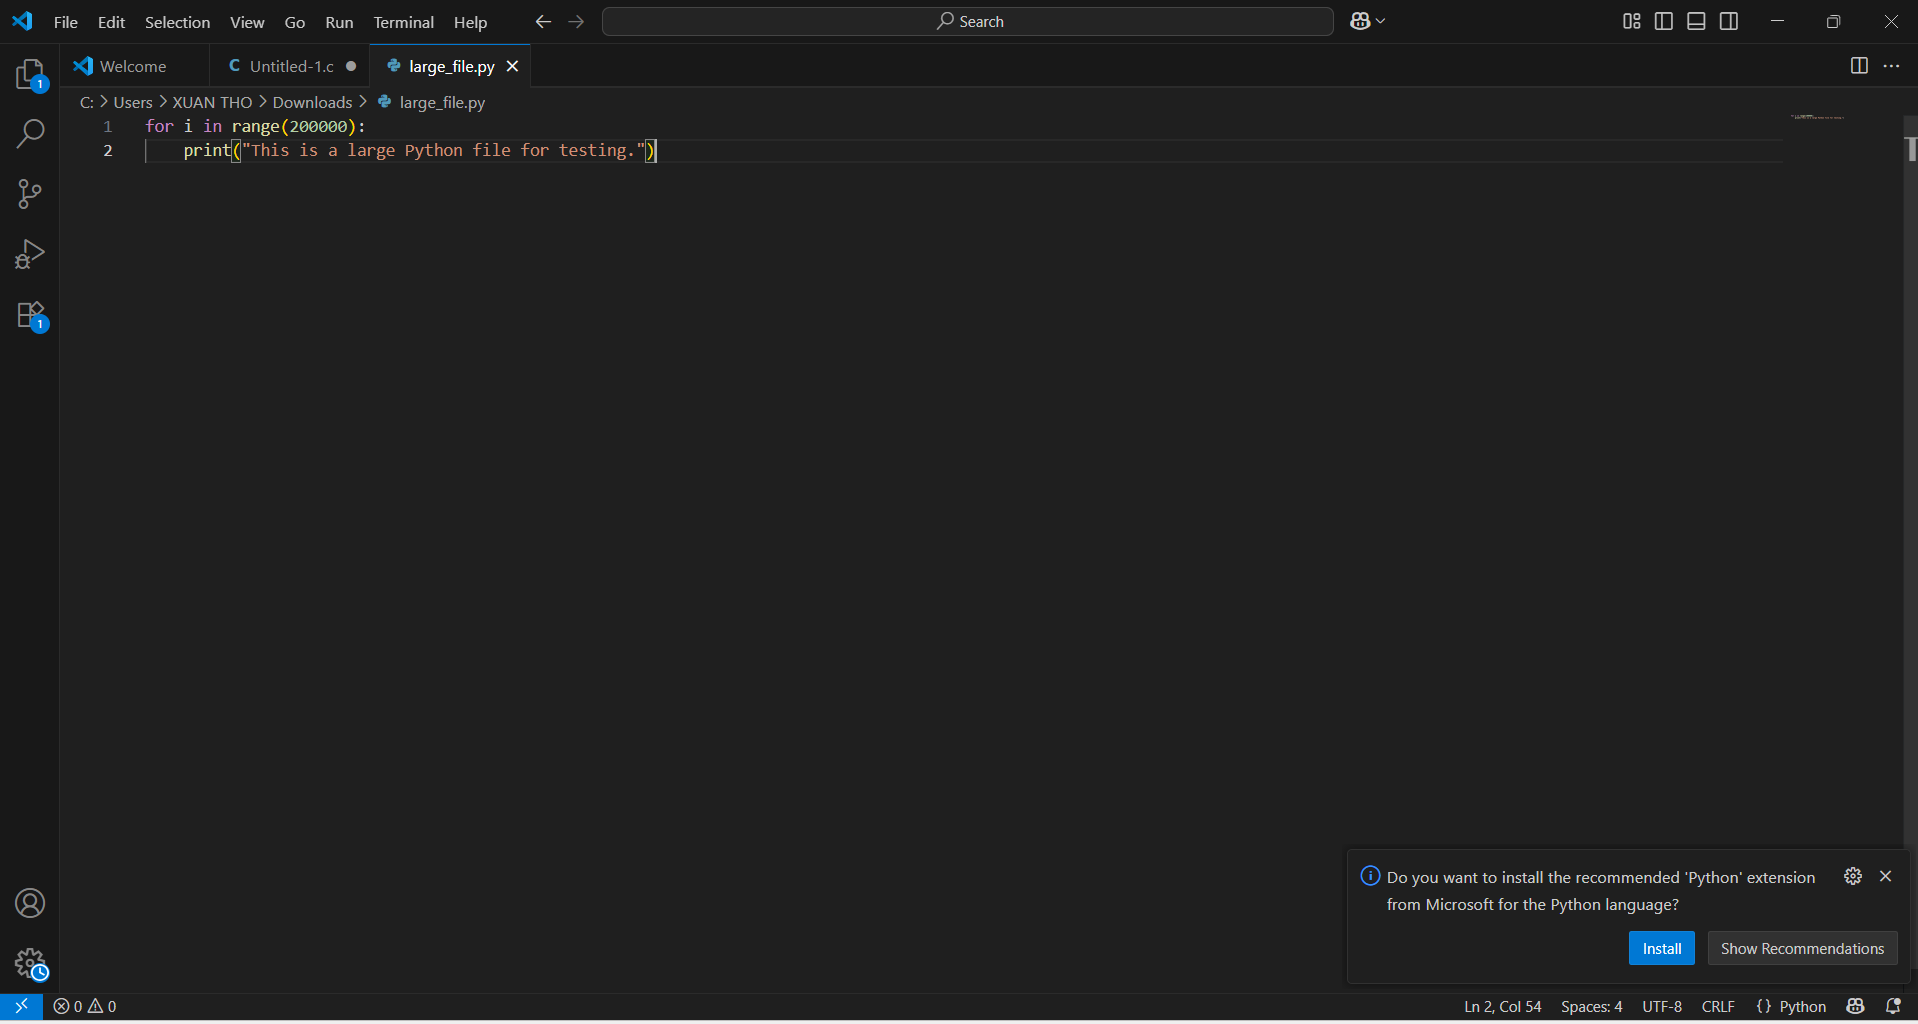 File Edit Selection View Go Run Terminal Help Search
Welcome Untitled-1.c large_file.py
C: > Users > XUAN THO > Downloads > large_file.py
1 for i in range(200000):
2 print("This is a large Python file for testing.")
1
1
Do you want to install the recommended 'Python' extension
from Microsoft for the Python language?
Install Show Recommendations
0 0 Ln 2, Col 54 Spaces: 4 UTF-8 CRLF {} Python